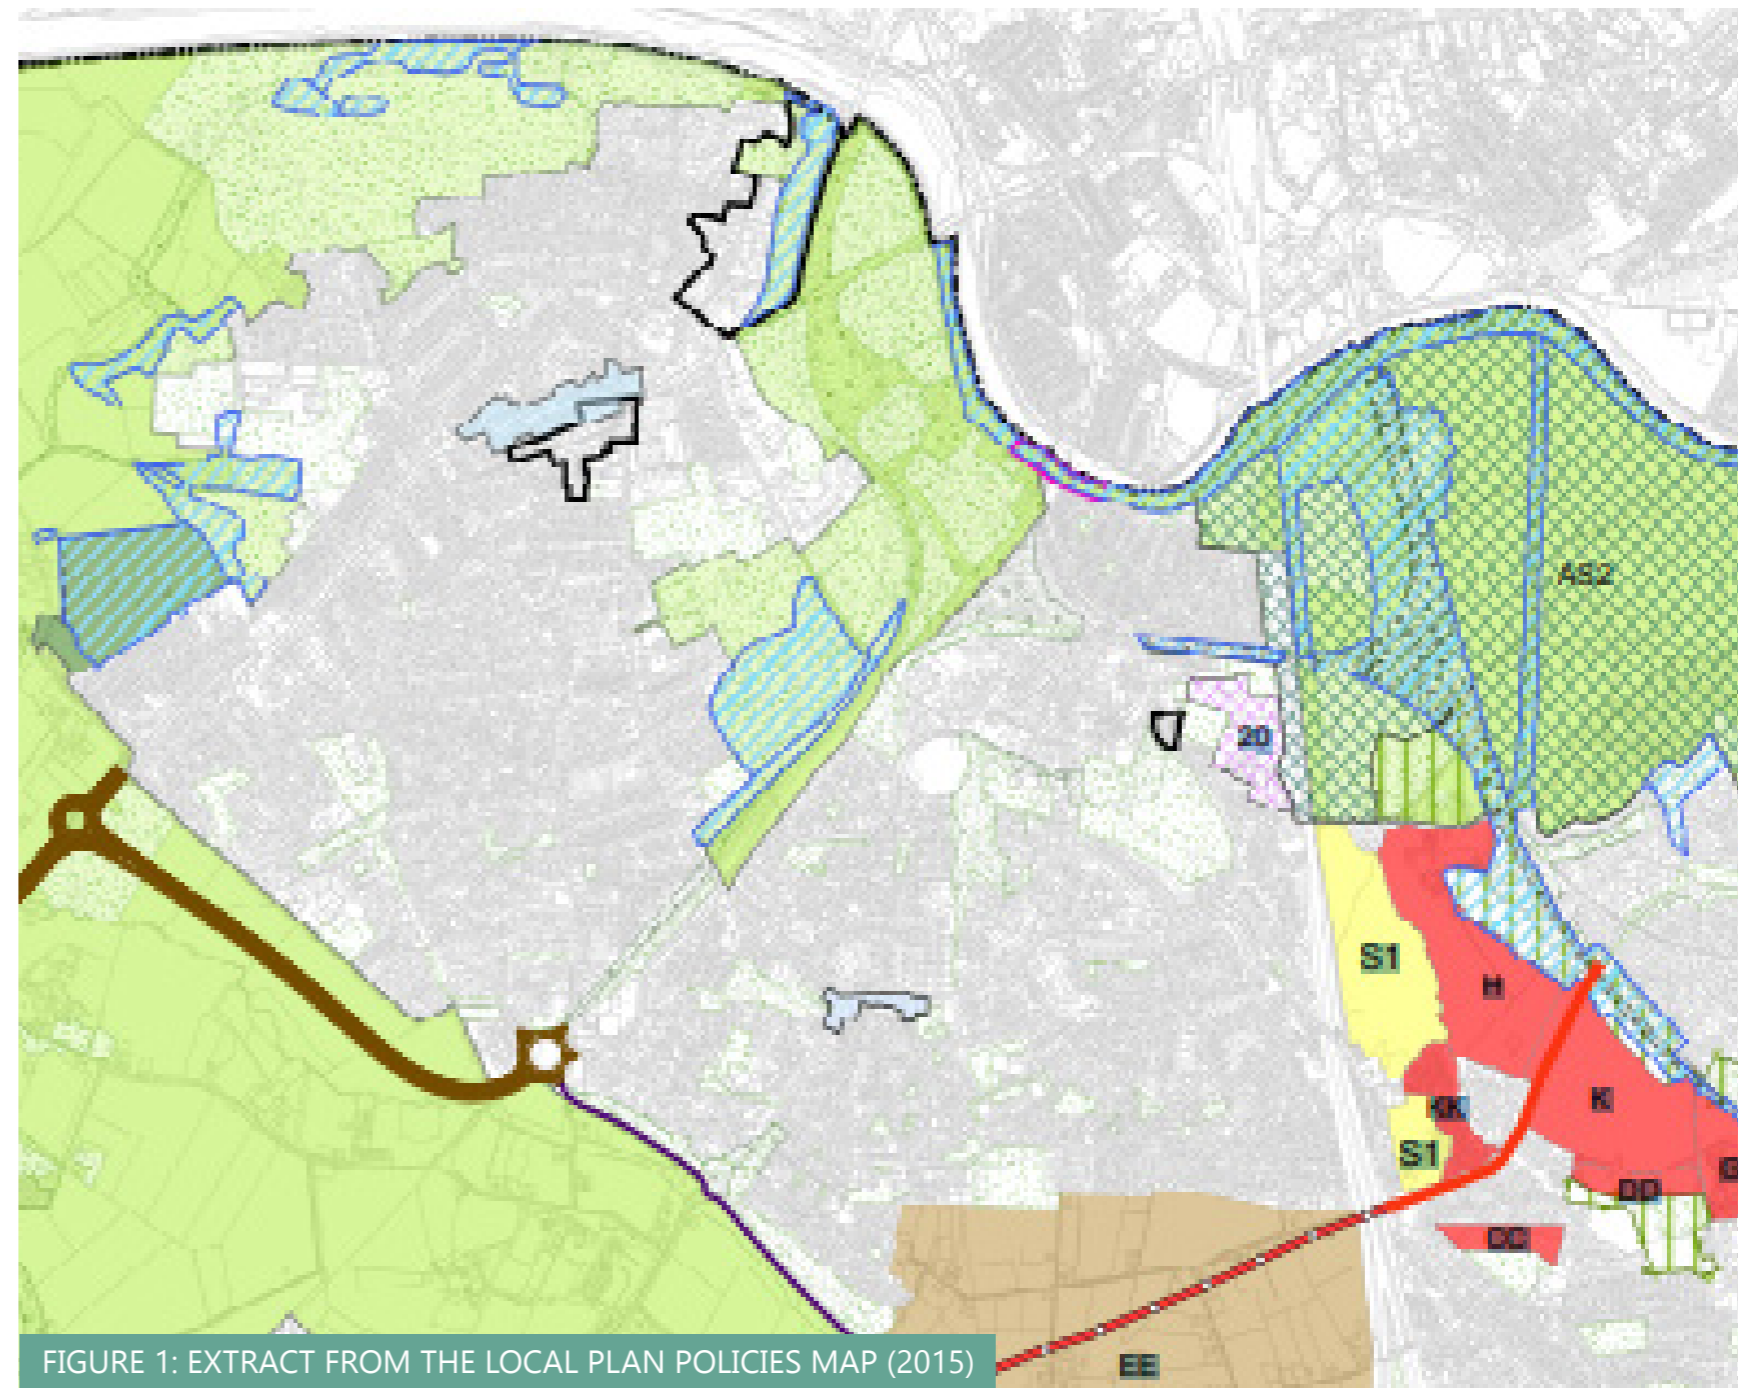 AS2
20
S1
H
K
KK
S1
DD
CC
EE
FIGURE 1: EXTRACT FROM THE LOCAL PLAN POLICIES MAP (2015)